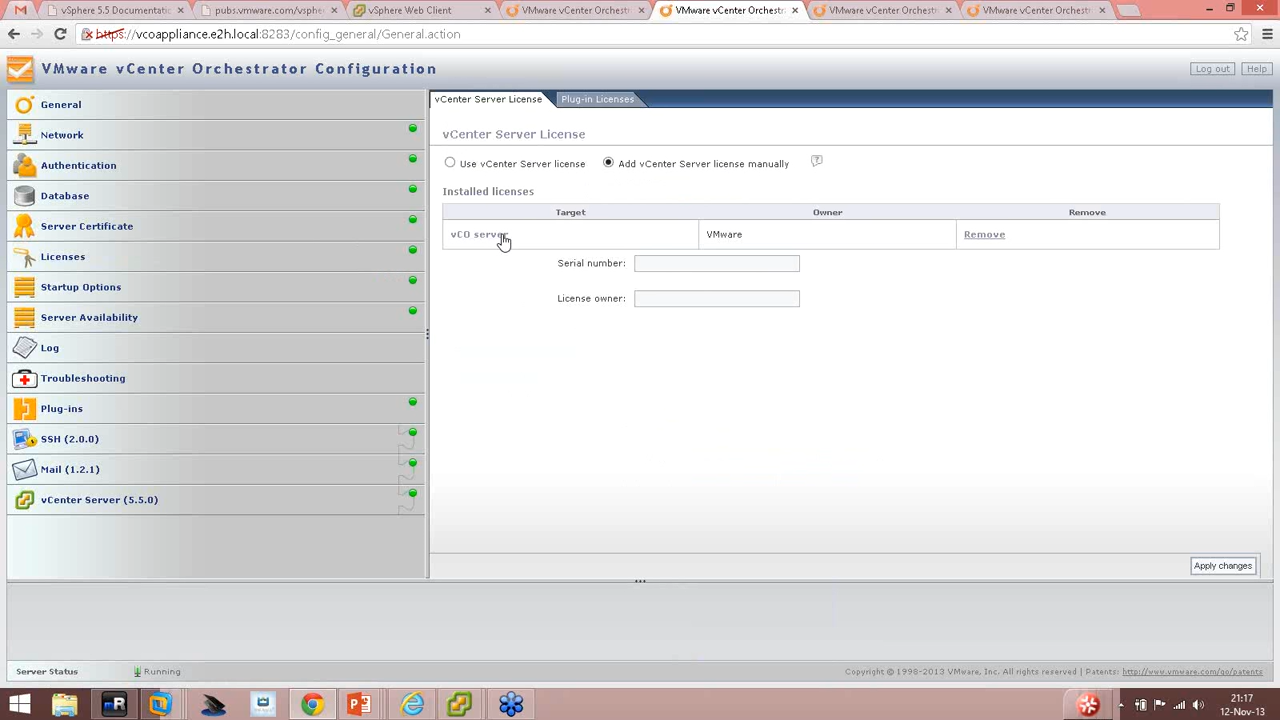 vSphere 5.5 Documentation
pubs.vmware.com/vsphe
vSphere Web Client
VMware vCenter Orchestrat
VMware vCenter Orchestrat
VMware vCenter Orchestrat
VMware vCenter Orchestrat
https://vcoappliance.e2h.local:8283/config_general/General.action
VMware vCenter Orchestrator Configuration
Log out
Help
General
Network
Authentication
Database
Server Certificate
Licenses
Startup Options
Server Availability
Log
Troubleshooting
Plug-ins
SSH (2.0.0)
Mail (1.2.1)
vCenter Server (5.5.0)
vCenter Server License
Plug-in Licenses
vCenter Server License
Use vCenter Server license
Add vCenter Server license manually
Installed licenses
Target Owner Remove
vCO server VMware Remove
Serial number:
License owner:
Apply changes
Server Status Running
Copyright © 1998-2013 VMware, Inc. All rights reserved | Patents: http://www.vmware.com/go/patents
21:17
12-Nov-13